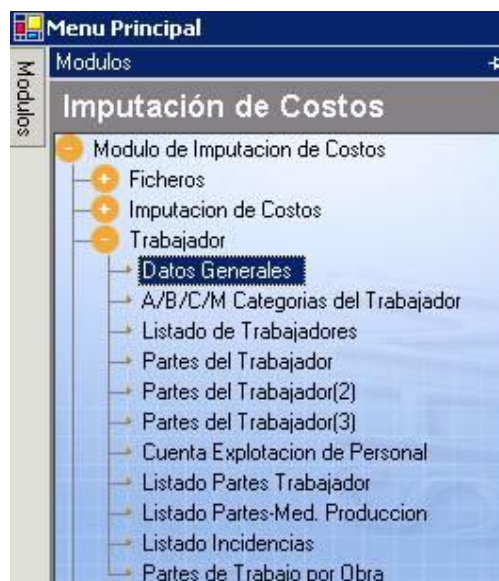 Menu Principal
Modulos
Modulos
Imputación de Costos
Modulo de Imputacion de Costos
Ficheros
Imputacion de Costos
Trabajador
Datos Generales
A/B/C/M Categorias del Trabajador
Listado de Trabajadores
Partes del Trabajador
Partes del Trabajador(2)
Partes del Trabajador(3)
Cuenta Explotacion de Personal
Listado Partes Trabajador
Listado Partes-Med. Produccion
Listado Incidencias
Partes de Trabajo por Obra